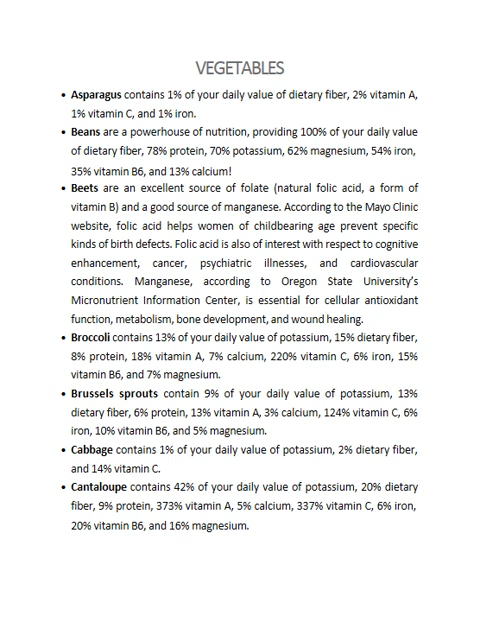 VEGETABLES
• Asparagus contains 1% of your daily value of dietary fiber, 2% vitamin A,
1% vitamin C, and 1% iron.
• Beans are a powerhouse of nutrition, providing 100% of your daily value
of dietary fiber, 78% protein, 70% potassium, 62% magnesium, 54% iron,
35% vitamin B6, and 13% calcium!
• Beets are an excellent source of folate (natural folic acid, a form of
vitamin B) and a good source of manganese. According to the Mayo Clinic
website, folic acid helps women of childbearing age prevent specific
kinds of birth defects. Folic acid is also of interest with respect to cognitive
enhancement, cancer, psychiatric illnesses, and cardiovascular
conditions. Manganese, according to Oregon State University's
Micronutrient Information Center, is essential for cellular antioxidant
function, metabolism, bone development, and wound healing.
• Broccoli contains 13% of your daily value of potassium, 15% dietary fiber,
8% protein, 18% vitamin A, 7% calcium, 220% vitamin C, 6% iron, 15%
vitamin B6, and 7% magnesium.
• Brussels sprouts contain 9% of your daily value of potassium, 13%
dietary fiber, 6% protein, 13% vitamin A, 3% calcium, 124% vitamin C, 6%
iron, 10% vitamin B6, and 5% magnesium.
• Cabbage contains 1% of your daily value of potassium, 2% dietary fiber,
and 14% vitamin C.
• Cantaloupe contains 42% of your daily value of potassium, 20% dietary
fiber, 9% protein, 373% vitamin A, 5% calcium, 337% vitamin C, 6% iron,
20% vitamin B6, and 16% magnesium.